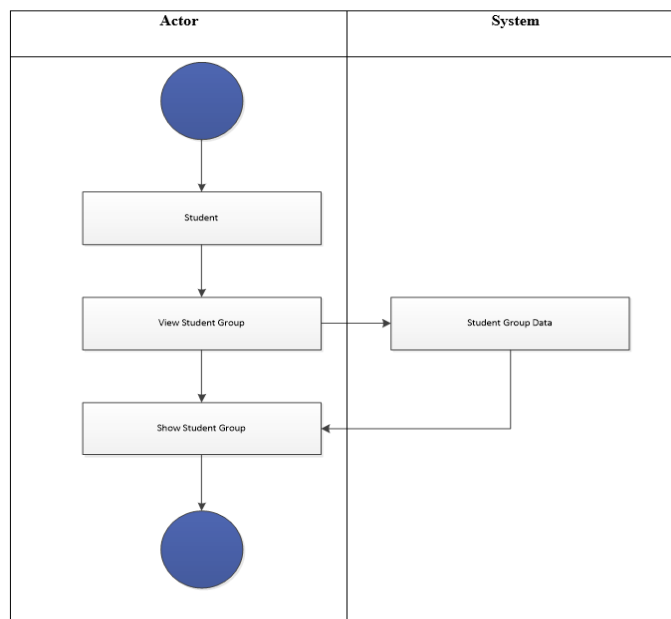 Actor
System
Student
View Student Group
Student Group Data
Show Student Group